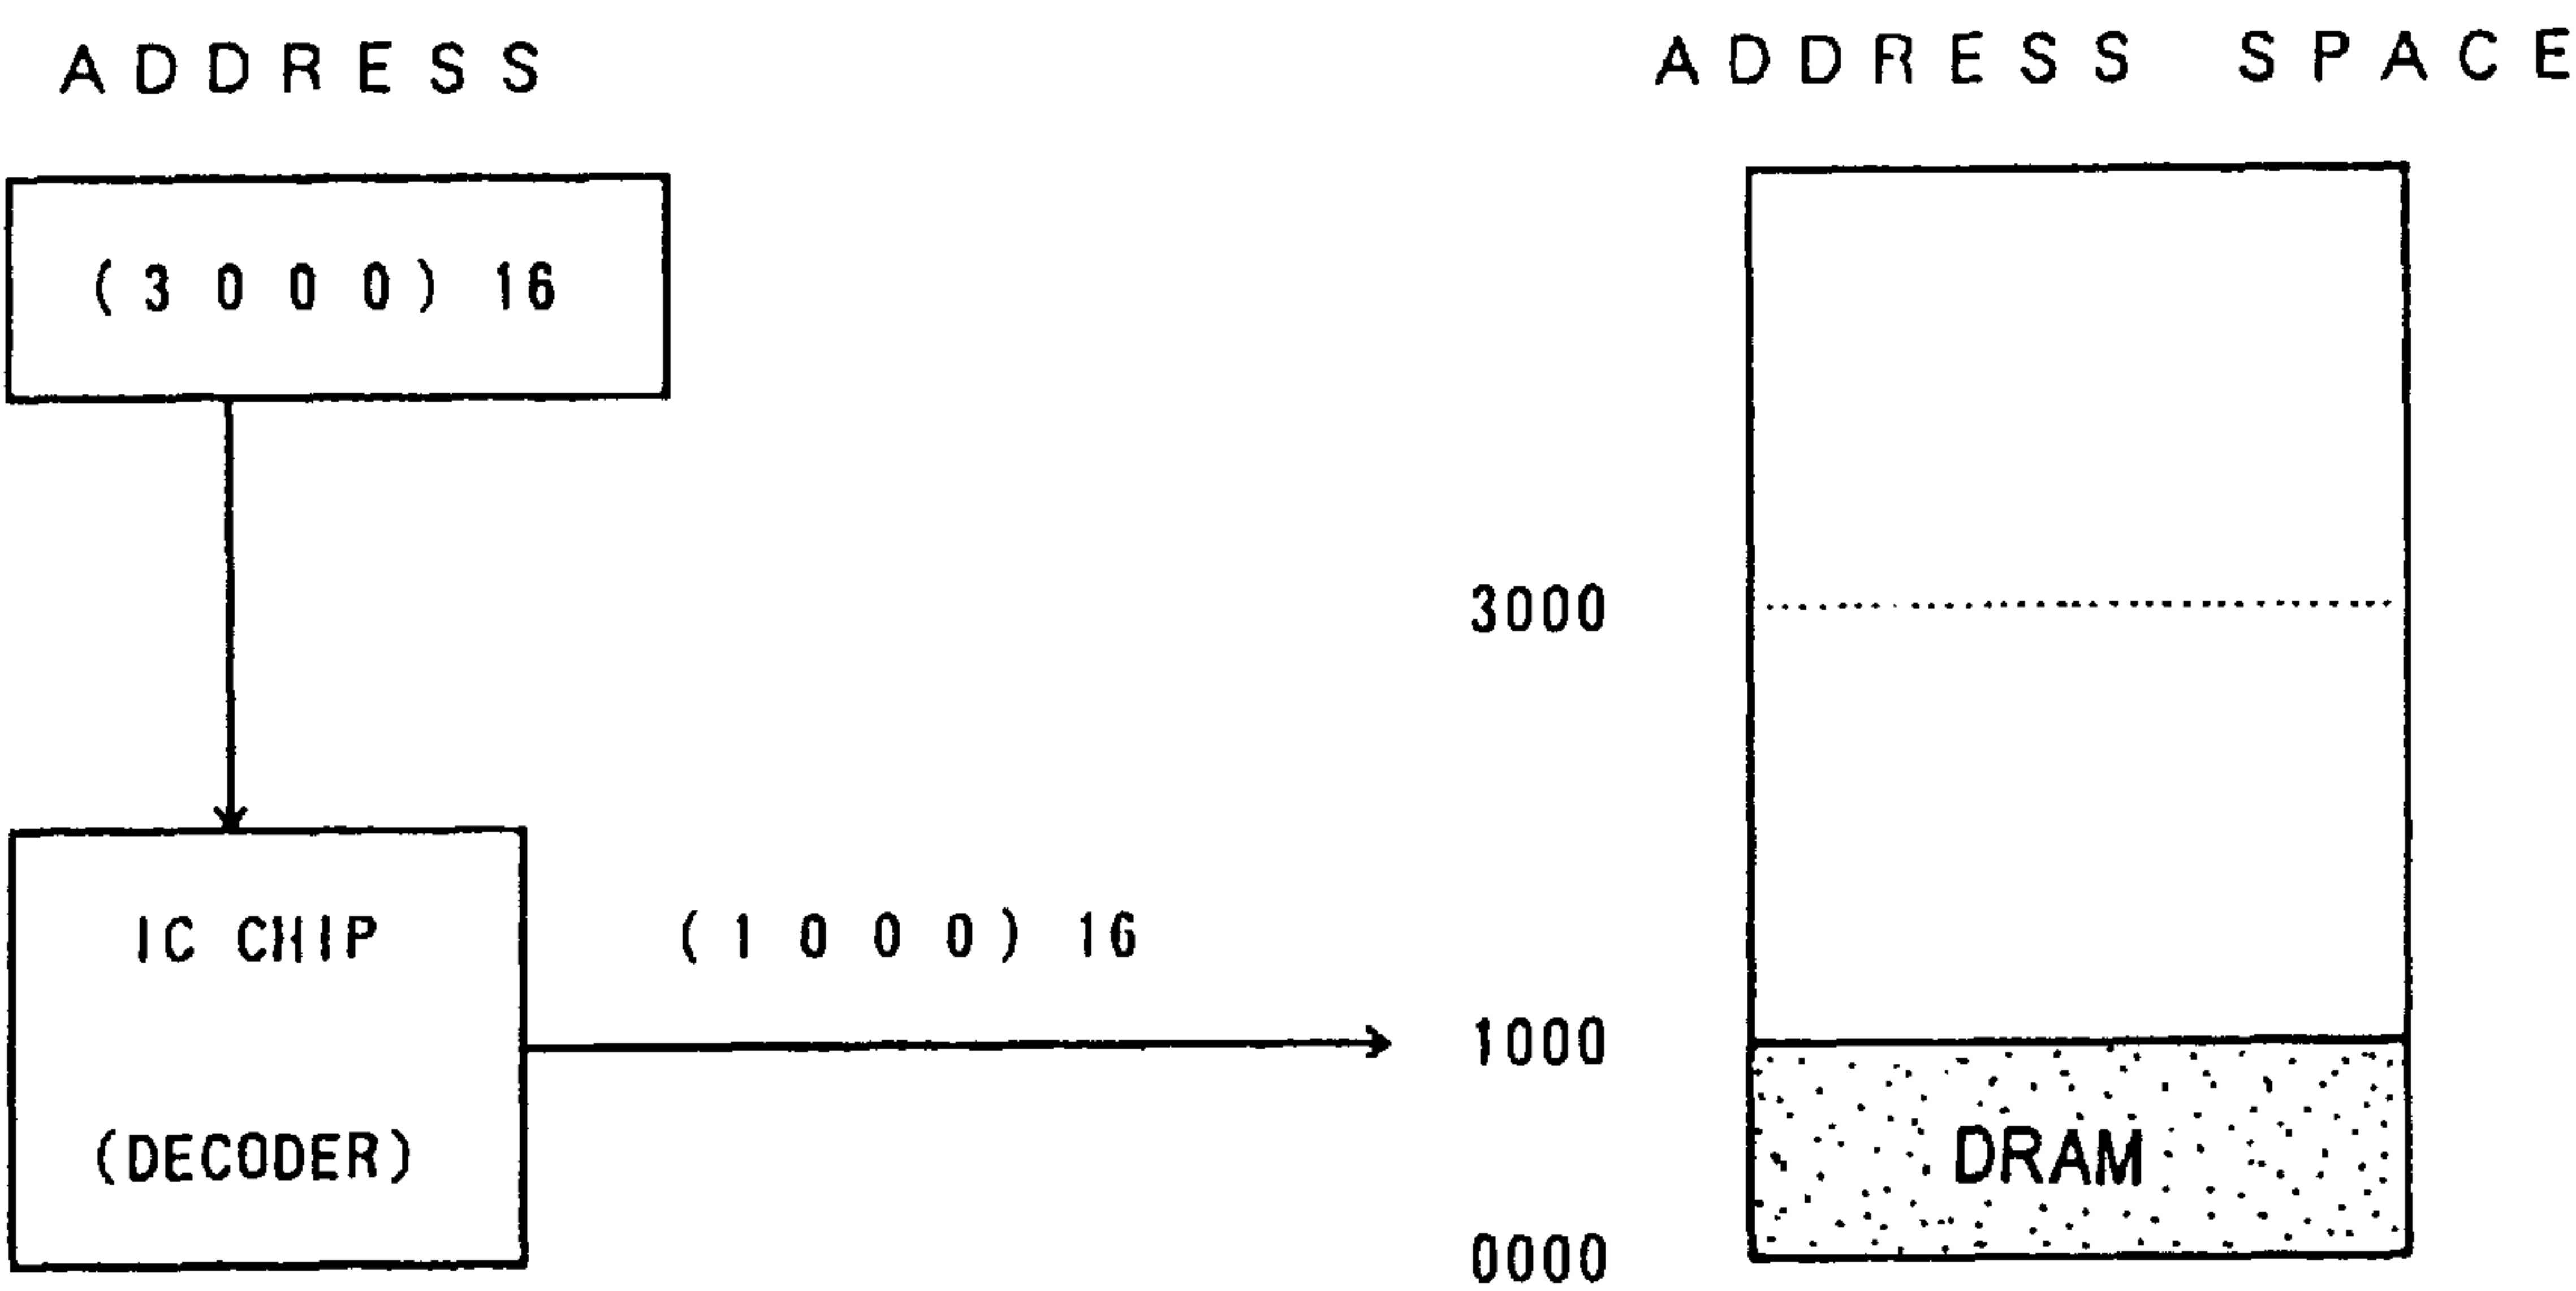 ADDRESS
(3000)16
IC CHIP
(DECODER)
(1000)16
ADDRESS SPACE
3000
1000
DRAM
0000